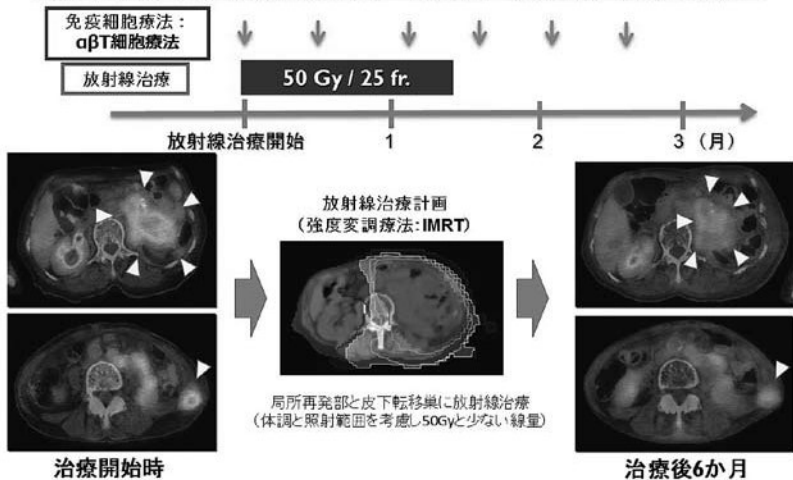 免疫細胞療法：
αβT細胞療法
放射線治療
50 Gy / 25 fr.
放射線治療開始
1
2
3
（月）
放射線治療計画
（強度変調療法：IMRT）
局所再発部と皮下転移巣に放射線治療
（体調と照射範囲を考慮し50Gyと少ない線量）
治療開始時
治療後6か月